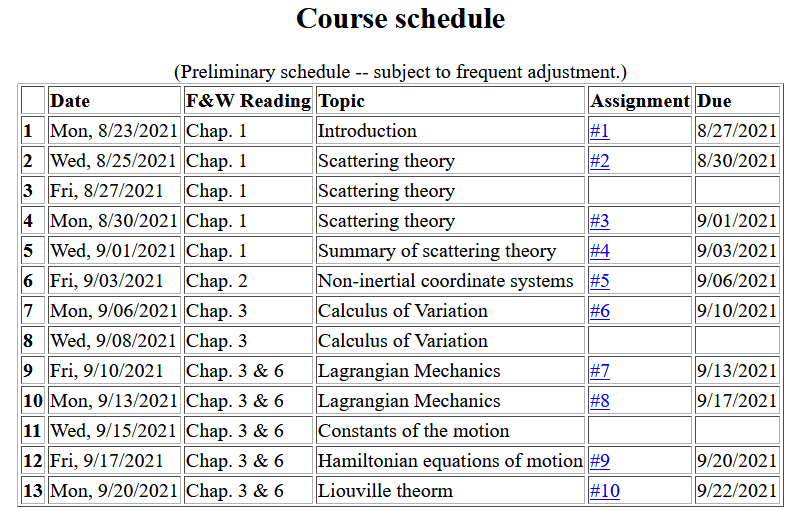 Course schedule
(Preliminary schedule -- subject to frequent adjustment.)
Date F&W Reading Topic Assignment Due
1 Mon, 8/23/2021 Chap. 1 Introduction #1 8/27/2021
2 Wed, 8/25/2021 Chap. 1 Scattering theory #2 8/30/2021
3 Fri, 8/27/2021 Chap. 1 Scattering theory
4 Mon, 8/30/2021 Chap. 1 Scattering theory #3 9/01/2021
5 Wed, 9/01/2021 Chap. 1 Summary of scattering theory #4 9/03/2021
6 Fri, 9/03/2021 Chap. 2 Non-inertial coordinate systems #5 9/06/2021
7 Mon, 9/06/2021 Chap. 3 Calculus of Variation #6 9/10/2021
8 Wed, 9/08/2021 Chap. 3 Calculus of Variation
9 Fri, 9/10/2021 Chap. 3 & 6 Lagrangian Mechanics #7 9/13/2021
10 Mon, 9/13/2021 Chap. 3 & 6 Lagrangian Mechanics #8 9/17/2021
11 Wed, 9/15/2021 Chap. 3 & 6 Constants of the motion
12 Fri, 9/17/2021 Chap. 3 & 6 Hamiltonian equations of motion #9 9/20/2021
13 Mon, 9/20/2021 Chap. 3 & 6 Liouville theorm #10 9/22/2021